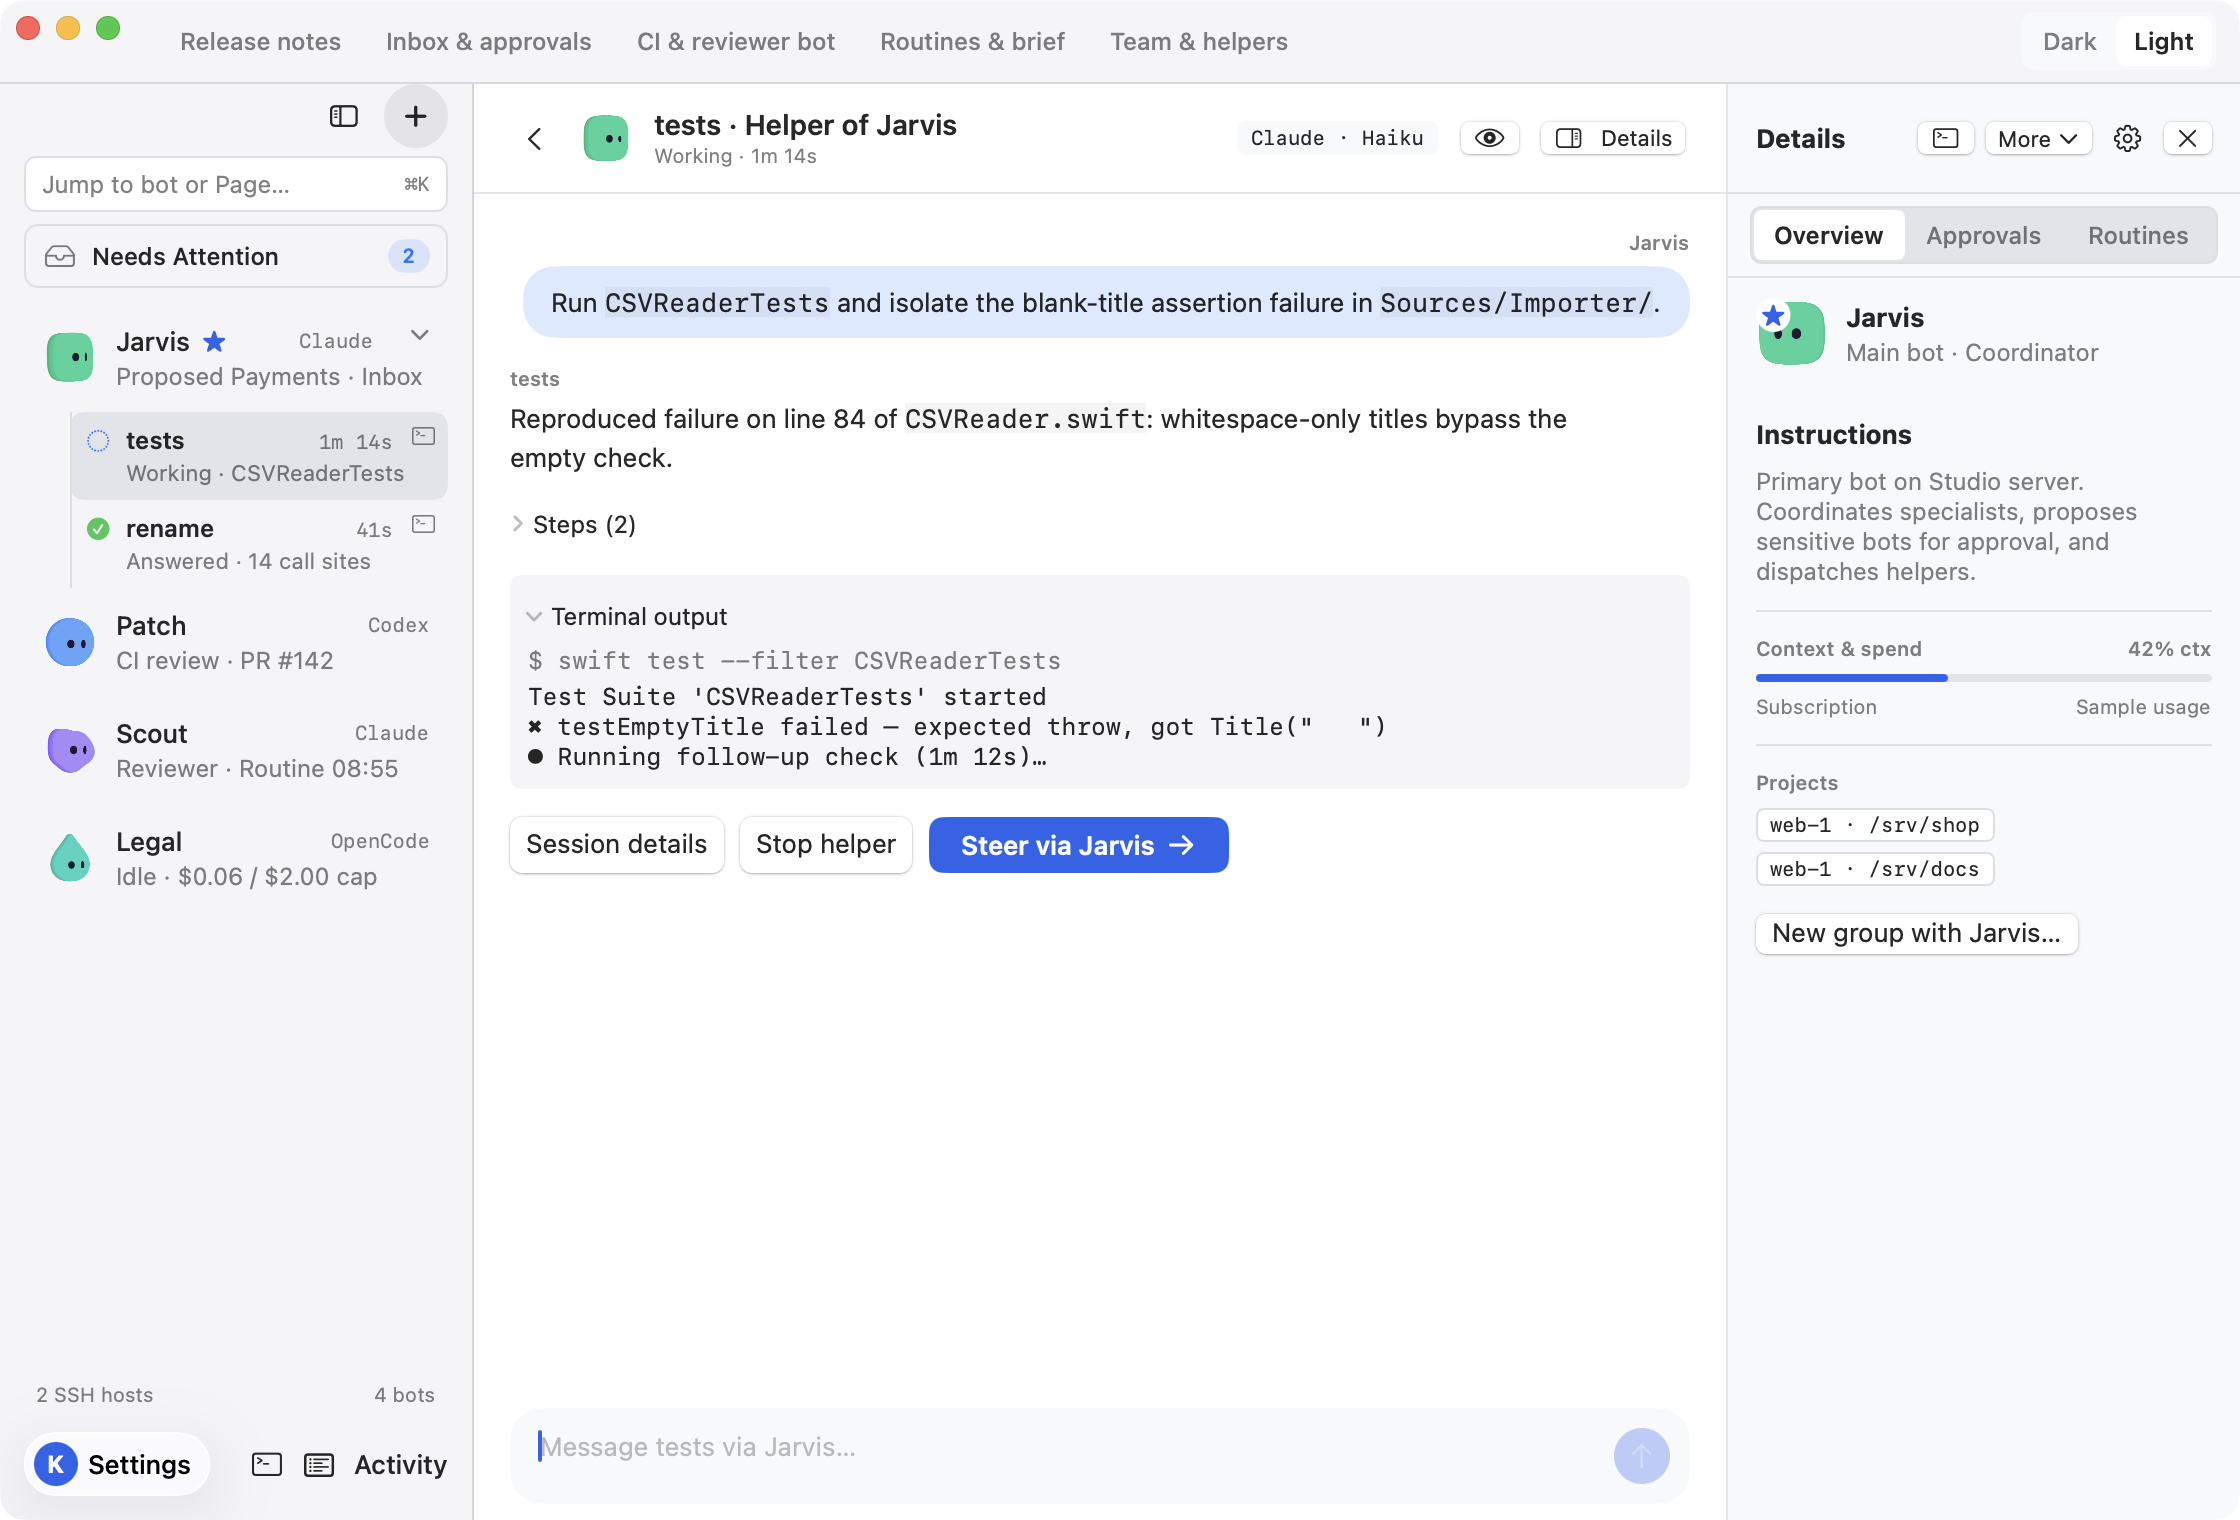 Release notes
Inbox & approvals
CI & reviewer bot
Routines & brief
Team & helpers
Dark
Light
Jump to bot or Page...
⌘K
Needs Attention
2
Jarvis
Claude
Proposed Payments · Inbox
tests
1m 14s
Working · CSVReaderTests
rename
41s
Answered · 14 call sites
Patch
Codex
CI review · PR #142
Scout
Claude
Reviewer · Routine 08:55
Legal
OpenCode
Idle · $0.06 / $2.00 cap
2 SSH hosts
4 bots
K
Settings
Activity
tests · Helper of Jarvis
Working · 1m 14s
Claude · Haiku
Details
Jarvis
Run CSVReaderTests and isolate the blank-title assertion failure in Sources/Importer/.
tests
Reproduced failure on line 84 of CSVReader.swift: whitespace-only titles bypass the
empty check.
Steps (2)
Terminal output
$ swift test --filter CSVReaderTests
Test Suite 'CSVReaderTests' started
✖ testEmptyTitle failed — expected throw, got Title("   ")
● Running follow-up check (1m 12s)…
Session details
Stop helper
Steer via Jarvis →
Message tests via Jarvis...
Details
More
Overview
Approvals
Routines
Jarvis
Main bot · Coordinator
Instructions
Primary bot on Studio server.
Coordinates specialists, proposes
sensitive bots for approval, and
dispatches helpers.
Context & spend
42% ctx
Subscription
Sample usage
Projects
web-1 · /srv/shop
web-1 · /srv/docs
New group with Jarvis...